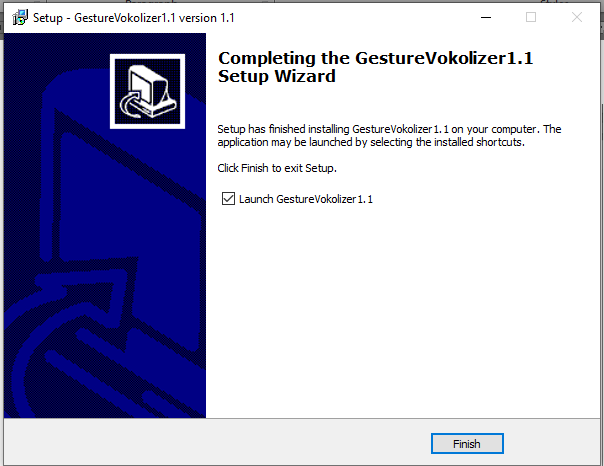 Setup - GestureVokolizer1.1 version 1.1
Completing the GestureVokolizer1.1
Setup Wizard
Setup has finished installing GestureVokolizer1.1 on your computer. The
application may be launched by selecting the installed shortcuts.
Click Finish to exit Setup.
Launch GestureVokolizer1.1
Finish